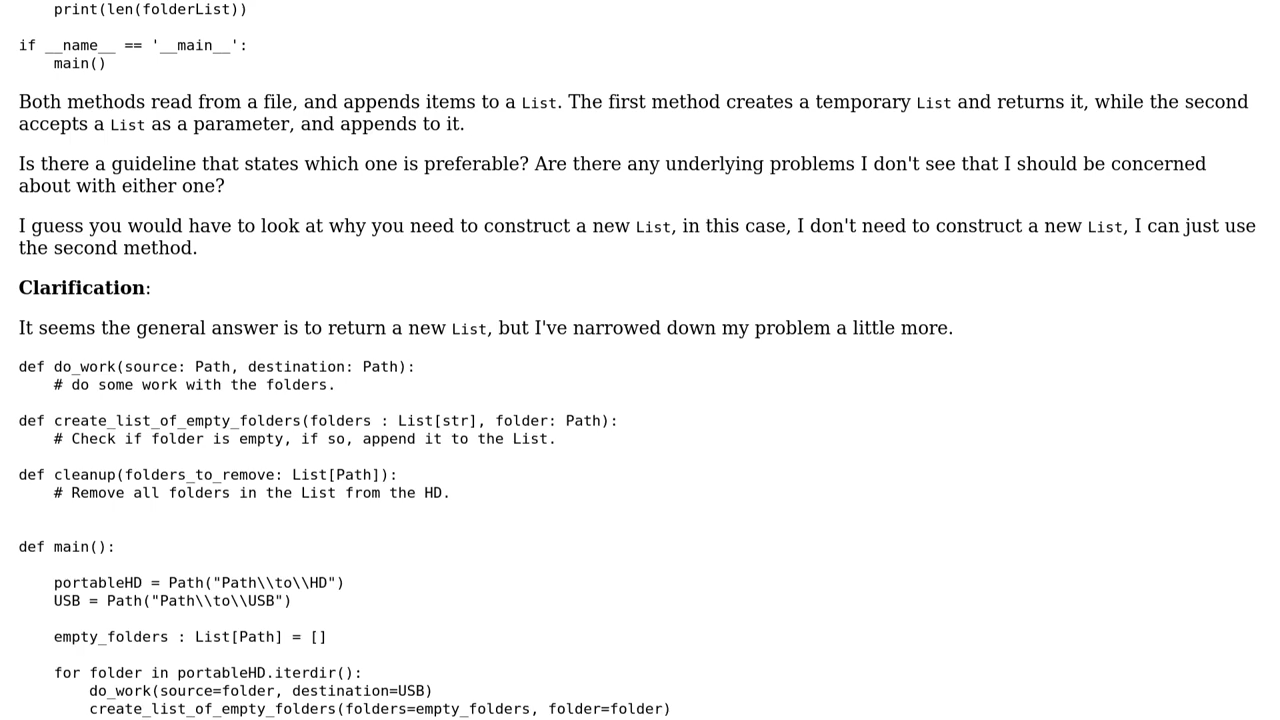 print(len(folderList))
if __name__ == '__main__':
    main()
Both methods read from a file, and appends items to a List. The first method creates a temporary List and returns it, while the second
accepts a List as a parameter, and appends to it.
Is there a guideline that states which one is preferable? Are there any underlying problems I don't see that I should be concerned
about with either one?
I guess you would have to look at why you need to construct a new List, in this case, I don't need to construct a new List, I can just use
the second method.
Clarification:
It seems the general answer is to return a new List, but I've narrowed down my problem a little more.
def do_work(source: Path, destination: Path):
    # do some work with the folders.
def create_list_of_empty_folders(folders : List[str], folder: Path):
    # Check if folder is empty, if so, append it to the List.
def cleanup(folders_to_remove: List[Path]):
    # Remove all folders in the List from the HD.
def main():
    portableHD = Path("Path\\to\\HD")
    USB = Path("Path\\to\\USB")
    empty_folders : List[Path] = []
    for folder in portableHD.iterdir():
        do_work(source=folder, destination=USB)
        create_list_of_empty_folders(folders=empty_folders, folder=folder)